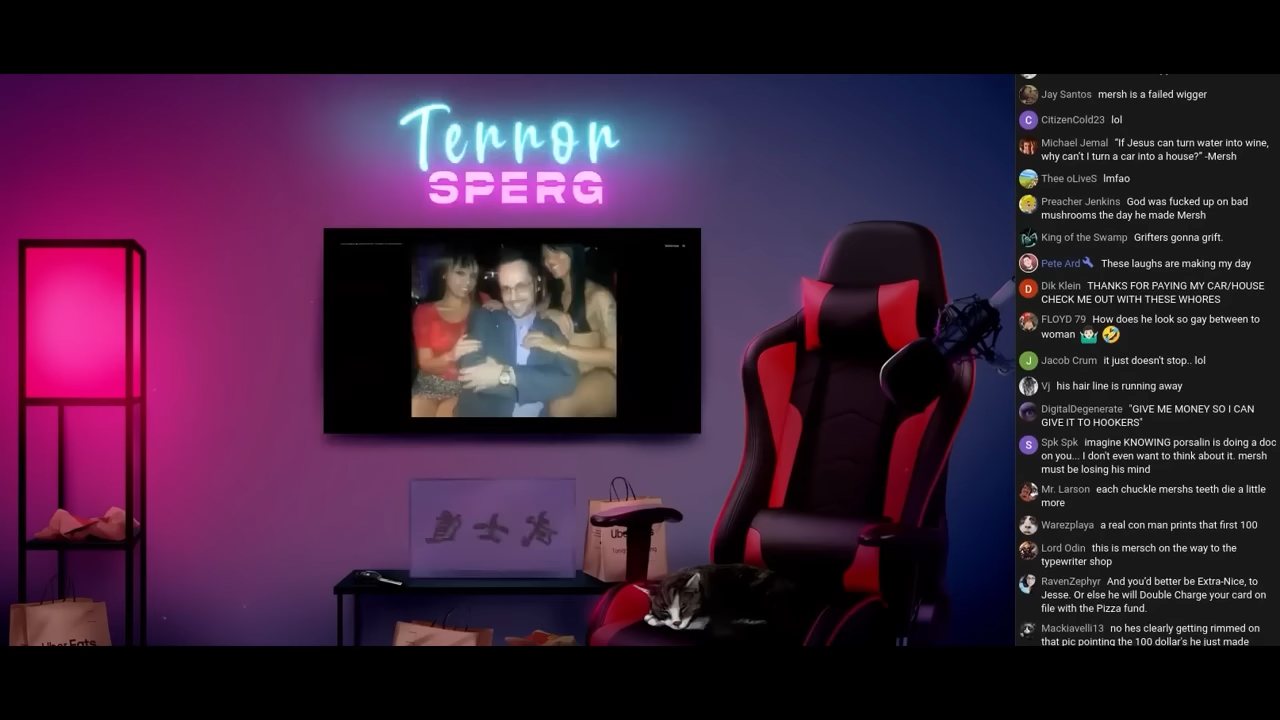 Terror
SPERG
武士道
Uber
Uber Eats
Jay Santos mersh is a failed wigger
CitizenCold23 lol
Michael Jemal "If Jesus can turn water into wine,
why can't I turn a car into a house?" -Mersh
Thee oLiveS lmfao
Preacher Jenkins God was fucked up on bad
mushrooms the day he made Mersh
King of the Swamp Grifters gonna grift.
Pete Ard🔧 These laughs are making my day
Dik Klein THANKS FOR PAYING MY CAR/HOUSE
CHECK ME OUT WITH THESE WHORES
FLOYD 79 How does he look so gay between to
woman 🤷🏻‍♂️ 🤣
Jacob Crum it just doesn't stop.. lol
Vj his hair line is running away
DigitalDegenerate "GIVE ME MONEY SO I CAN
GIVE IT TO HOOKERS"
Spk Spk imagine KNOWING porsalin is doing a doc
on you... I don't even want to think about it. mersh
must be losing his mind
Mr. Larson each chuckle mershs teeth die a little
more
Warezplaya a real con man prints that first 100
Lord Odin this is mersch on the way to the
typewriter shop
RavenZephyr And you'd better be Extra-Nice, to
Jesse. Or else he will Double Charge your card on
file with the Pizza fund.
Mackiavelli13 no hes clearly getting rimmed on
that pic pointing the 100 dollar's he just made